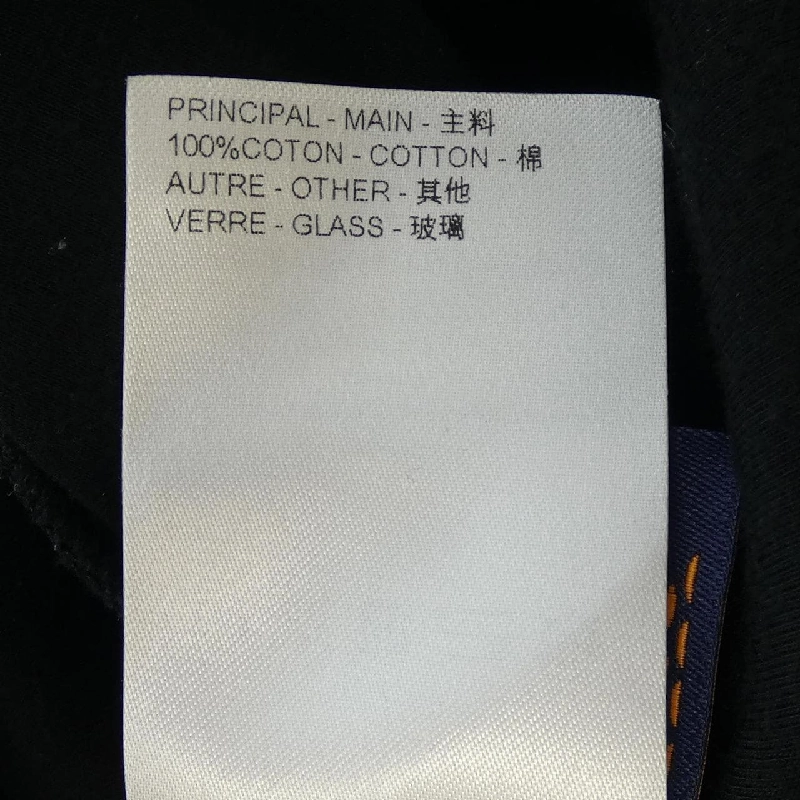 PRINCIPAL - MAIN - 主料
100%COTON - COTTON - 棉
AUTRE - OTHER - 其他
VERRE - GLASS - 玻璃